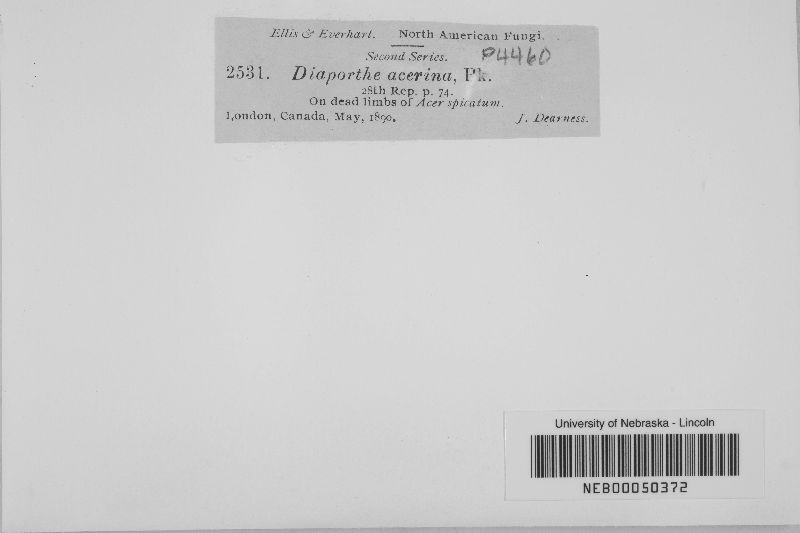 Ellis & Everhart. North American Fungi.
Second Series. P4460
2531. Diaporthe acerina, Pk.
28th Rep. p. 74.
On dead limbs of Acer spicatum.
London, Canada, May, 1890. J. Dearness.
University of Nebraska - Lincoln
NEB00050372